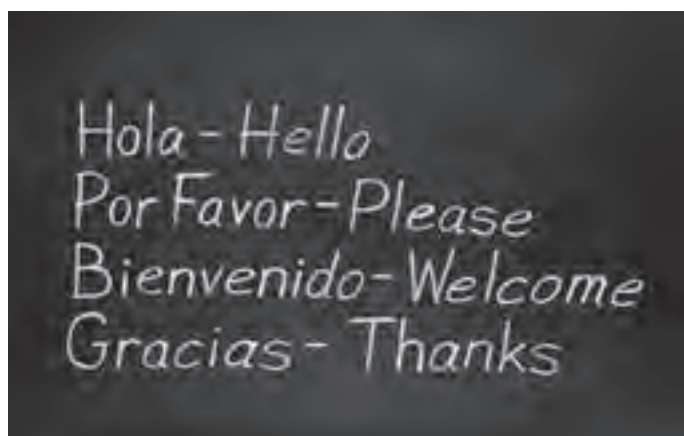 Hola-Hello
Por Favor-Please
Bienvenido-Welcome
Gracias-Thanks